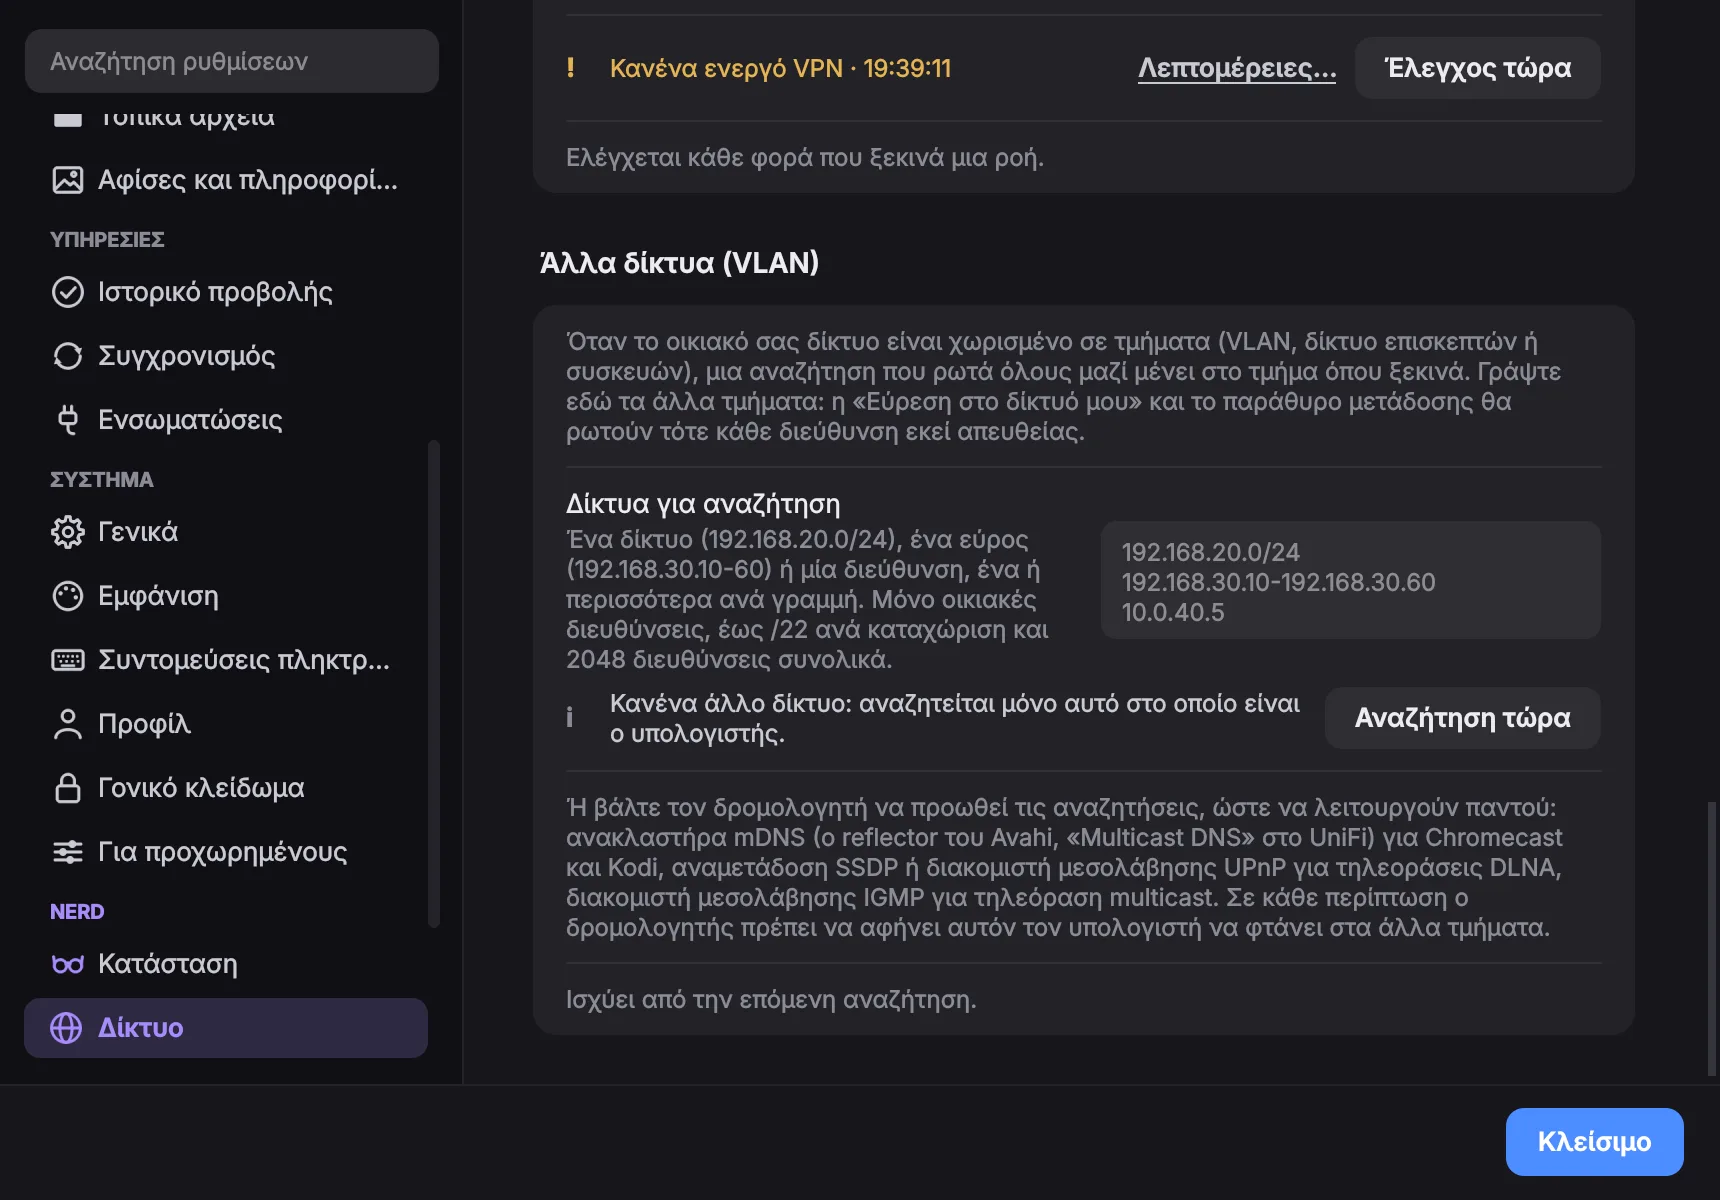 Αναζήτηση ρυθμίσεων
Τοπικά αρχεία
Αφίσες και πληροφορί...
ΥΠΗΡΕΣΙΕΣ
Ιστορικό προβολής
Συγχρονισμός
Ενσωματώσεις
ΣΥΣΤΗΜΑ
Γενικά
Εμφάνιση
Συντομεύσεις πληκτρ...
Προφίλ
Γονικό κλείδωμα
Για προχωρημένους
NERD
Κατάσταση
Δίκτυο
! Κανένα ενεργό VPN · 19:39:11
Λεπτομέρειες...
Έλεγχος τώρα
Ελέγχεται κάθε φορά που ξεκινά μια ροή.
Άλλα δίκτυα (VLAN)
Όταν το οικιακό σας δίκτυο είναι χωρισμένο σε τμήματα (VLAN, δίκτυο επισκεπτών ή
συσκευών), μια αναζήτηση που ρωτά όλους μαζί μένει στο τμήμα όπου ξεκινά. Γράψτε
εδώ τα άλλα τμήματα: η «Εύρεση στο δίκτυό μου» και το παράθυρο μετάδοσης θα
ρωτούν τότε κάθε διεύθυνση εκεί απευθείας.
Δίκτυα για αναζήτηση
Ένα δίκτυο (192.168.20.0/24), ένα εύρος
(192.168.30.10-60) ή μία διεύθυνση, ένα ή
περισσότερα ανά γραμμή. Μόνο οικιακές
διευθύνσεις, έως /22 ανά καταχώριση και
2048 διευθύνσεις συνολικά.
192.168.20.0/24
192.168.30.10-192.168.30.60
10.0.40.5
Κανένα άλλο δίκτυο: αναζητείται μόνο αυτό στο οποίο είναι
ο υπολογιστής.
Αναζήτηση τώρα
Ή βάλτε τον δρομολογητή να προωθεί τις αναζητήσεις, ώστε να λειτουργούν παντού:
ανακλαστήρα mDNS (ο reflector του Avahi, «Multicast DNS» στο UniFi) για Chromecast
και Kodi, αναμετάδοση SSDP ή διακομιστή μεσολάβησης UPnP για τηλεοράσεις DLNA,
διακομιστή μεσολάβησης IGMP για τηλεόραση multicast. Σε κάθε περίπτωση ο
δρομολογητής πρέπει να αφήνει αυτόν τον υπολογιστή να φτάνει στα άλλα τμήματα.
Ισχύει από την επόμενη αναζήτηση.
Κλείσιμο